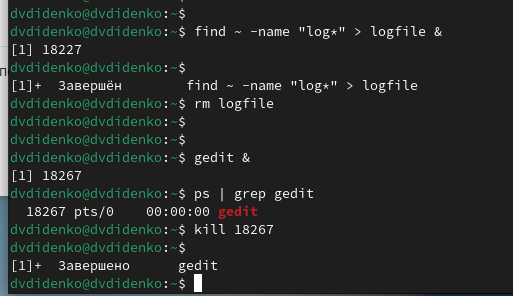 dvdidenko@dvdidenko:~$
dvdidenko@dvdidenko:~$ find ~ -name "log*" > logfile &
[1] 18227
dvdidenko@dvdidenko:~$
[1]+  Завершён        find ~ -name "log*" > logfile
dvdidenko@dvdidenko:~$ rm logfile
dvdidenko@dvdidenko:~$
dvdidenko@dvdidenko:~$
dvdidenko@dvdidenko:~$ gedit &
[1] 18267
dvdidenko@dvdidenko:~$ ps | grep gedit
  18267 pts/0    00:00:00 gedit
dvdidenko@dvdidenko:~$ kill 18267
dvdidenko@dvdidenko:~$
[1]+  Завершено      gedit
dvdidenko@dvdidenko:~$